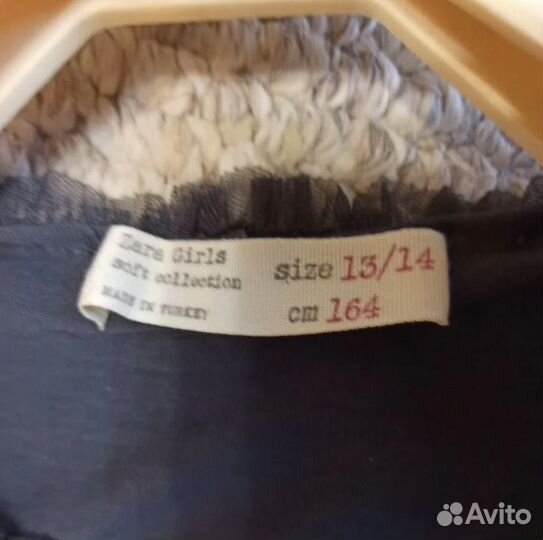 Zara Girls
soft collection
MADE IN TURKEY
size 13/14
cm 164
Avito